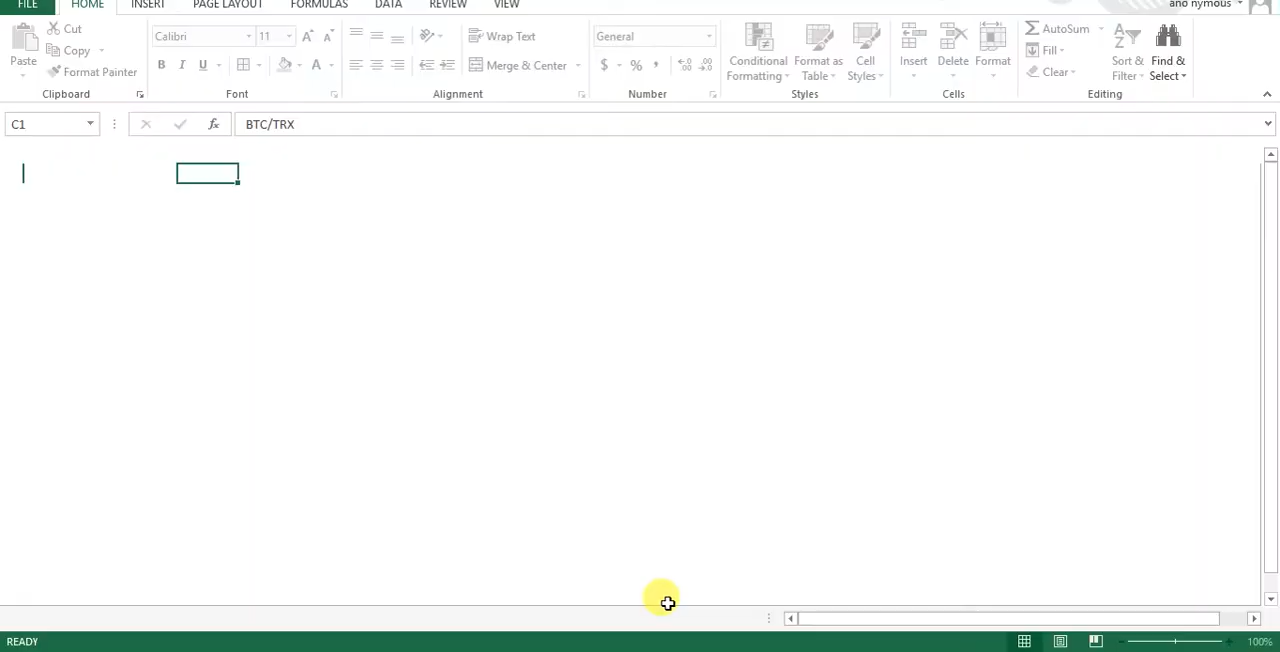 FILE HOME INSERT PAGE LAYOUT FORMULAS DATA REVIEW VIEW ano nymous
Cut
Copy
Format Painter
Paste
Clipboard
Calibri 11
B I U A
Font
Wrap Text
Merge & Center
Alignment
General
$ % ,
Number
Conditional Formatting
Format as Table
Cell Styles
Styles
Insert Delete Format
Cells
AutoSum
Fill
Clear
Sort & Filter
Find & Select
Editing
C1 fx BTC/TRX
READY 100%